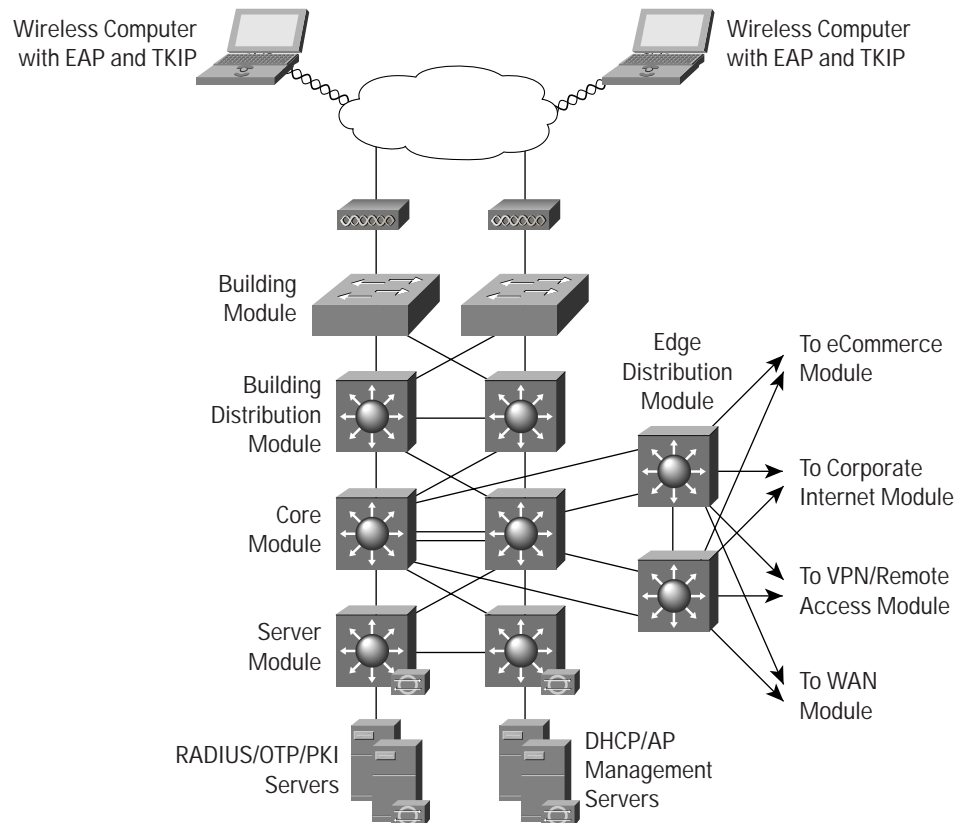 Wireless Computer
with EAP and TKIP
Wireless Computer
with EAP and TKIP
Building
Module
Edge
Distribution
Module
To eCommerce
Module
Building
Distribution
Module
To Corporate
Internet Module
Core
Module
To VPN/Remote
Access Module
Server
Module
To WAN
Module
RADIUS/OTP/PKI
Servers
DHCP/AP
Management
Servers